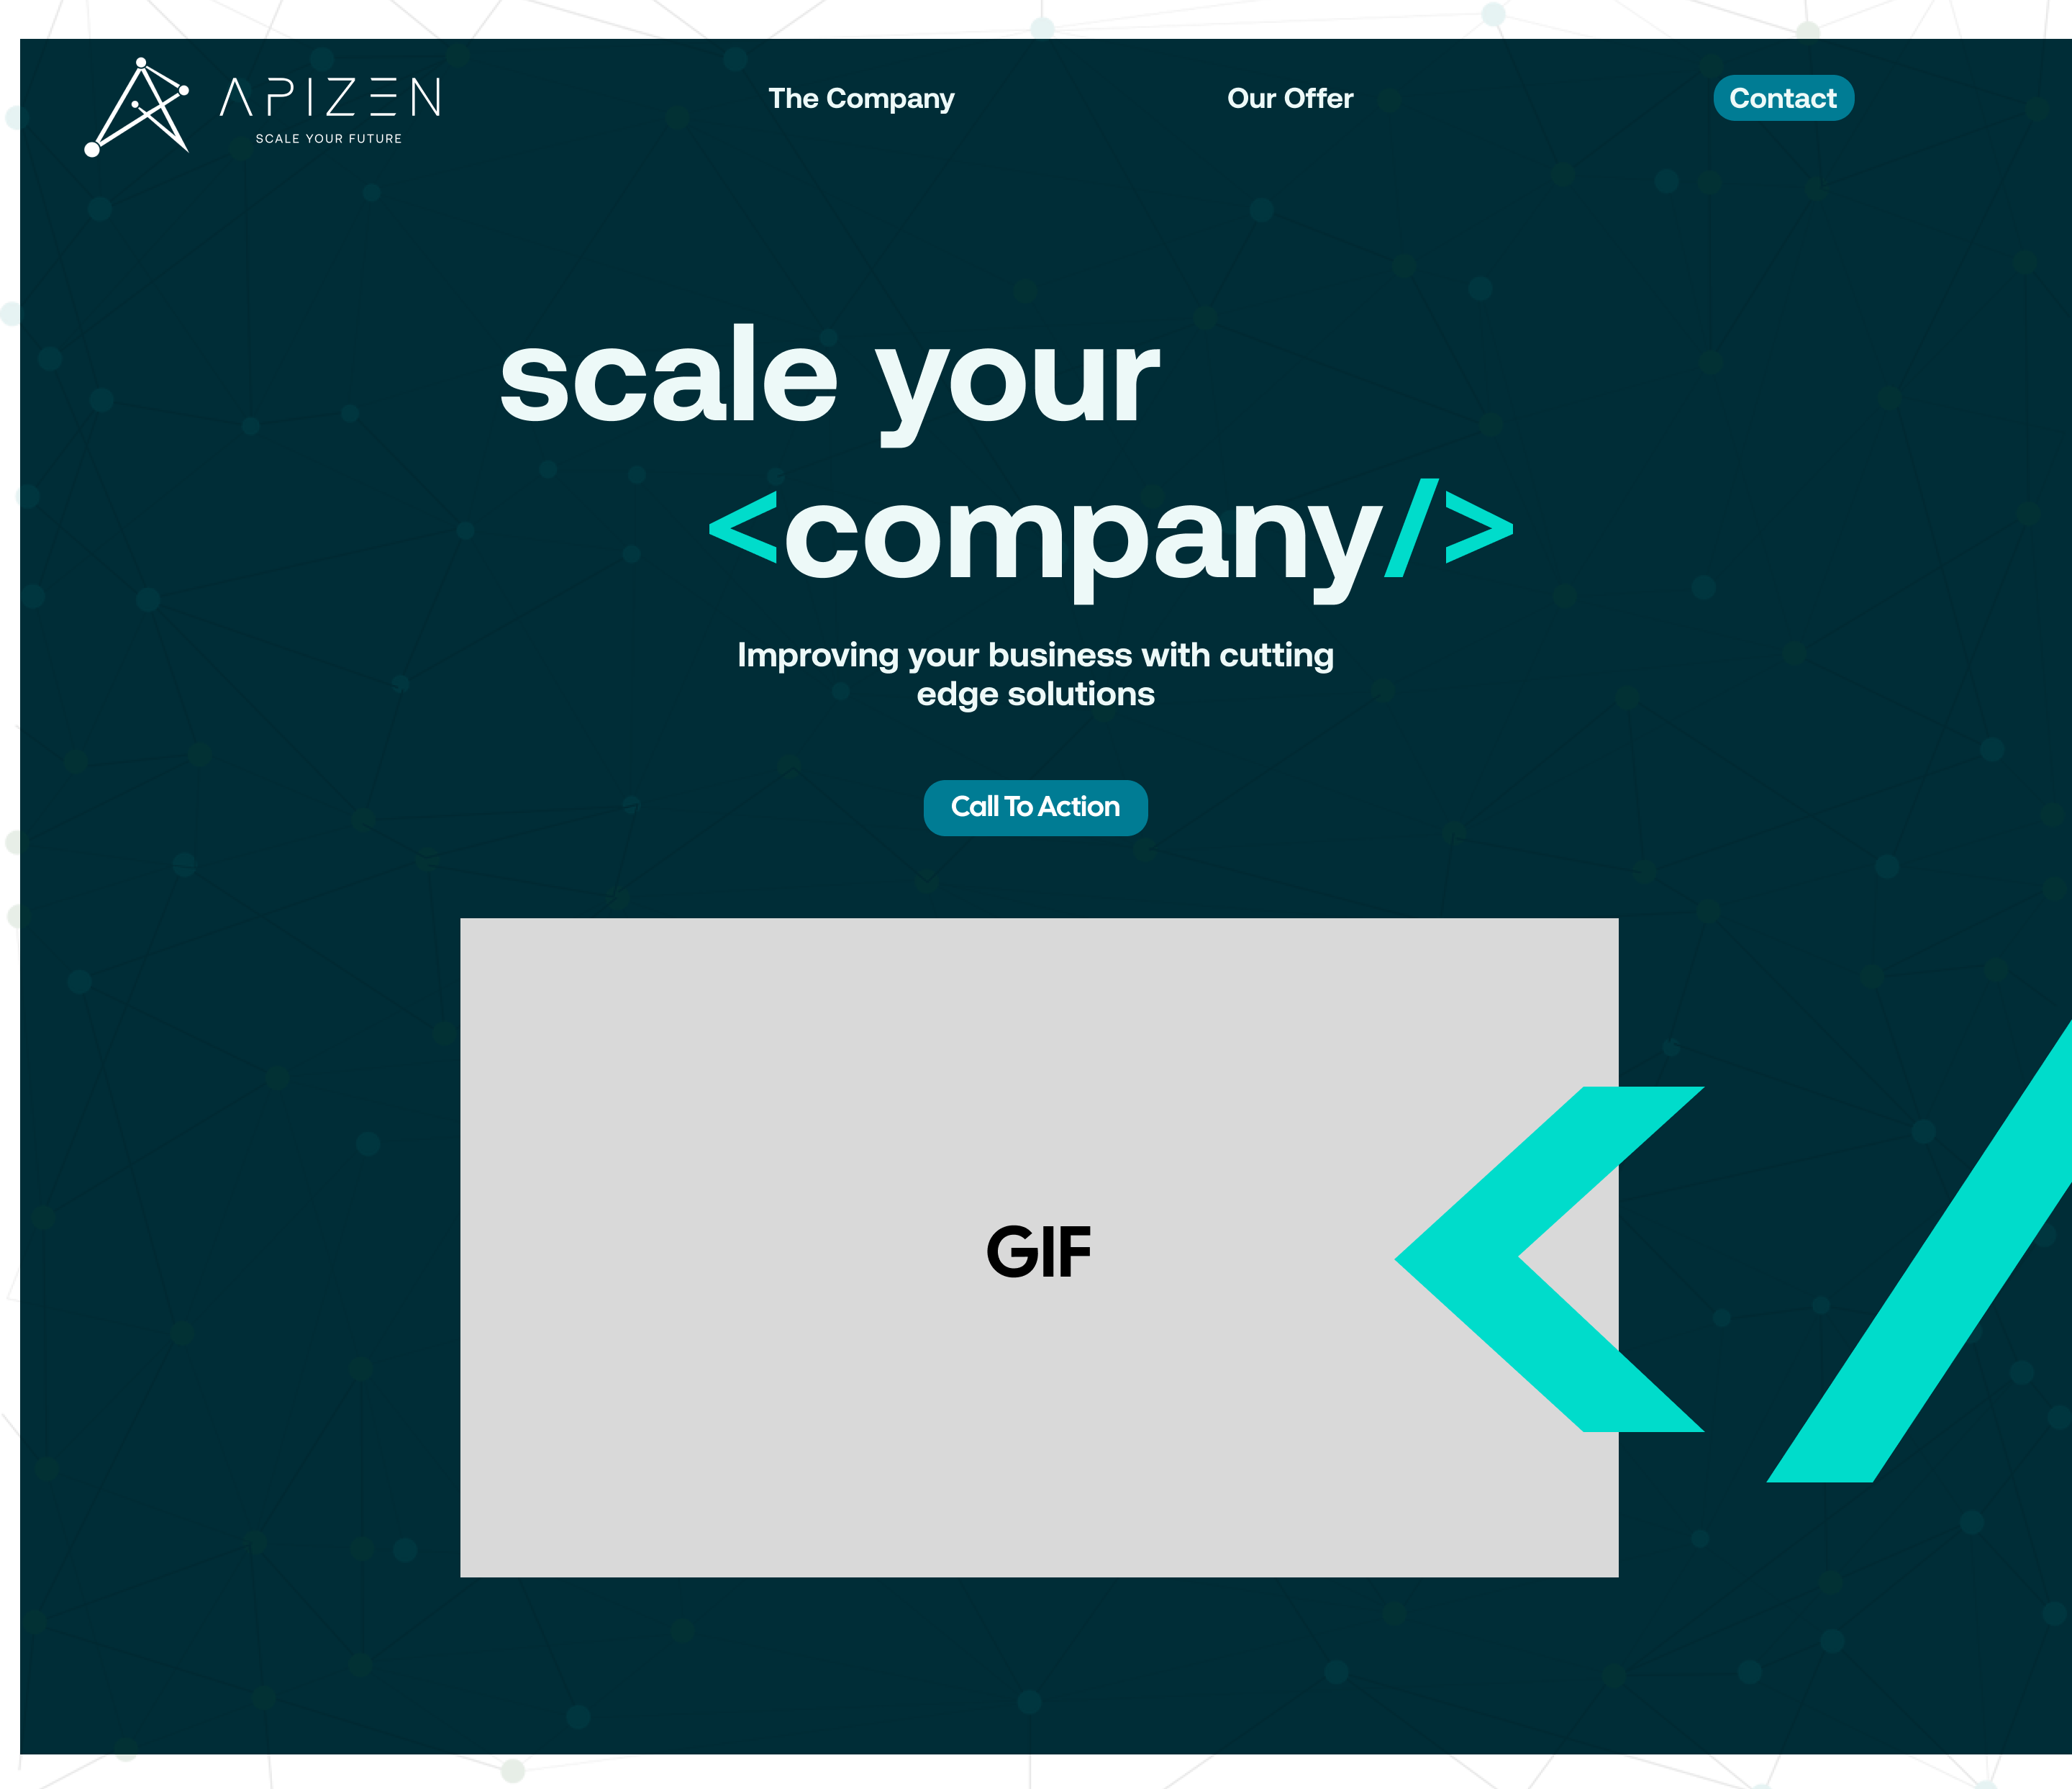 APIZEN
SCALE YOUR FUTURE
The Company
Our Offer
Contact
scale your
<company/>
Improving your business with cutting
edge solutions
Call To Action
GIF